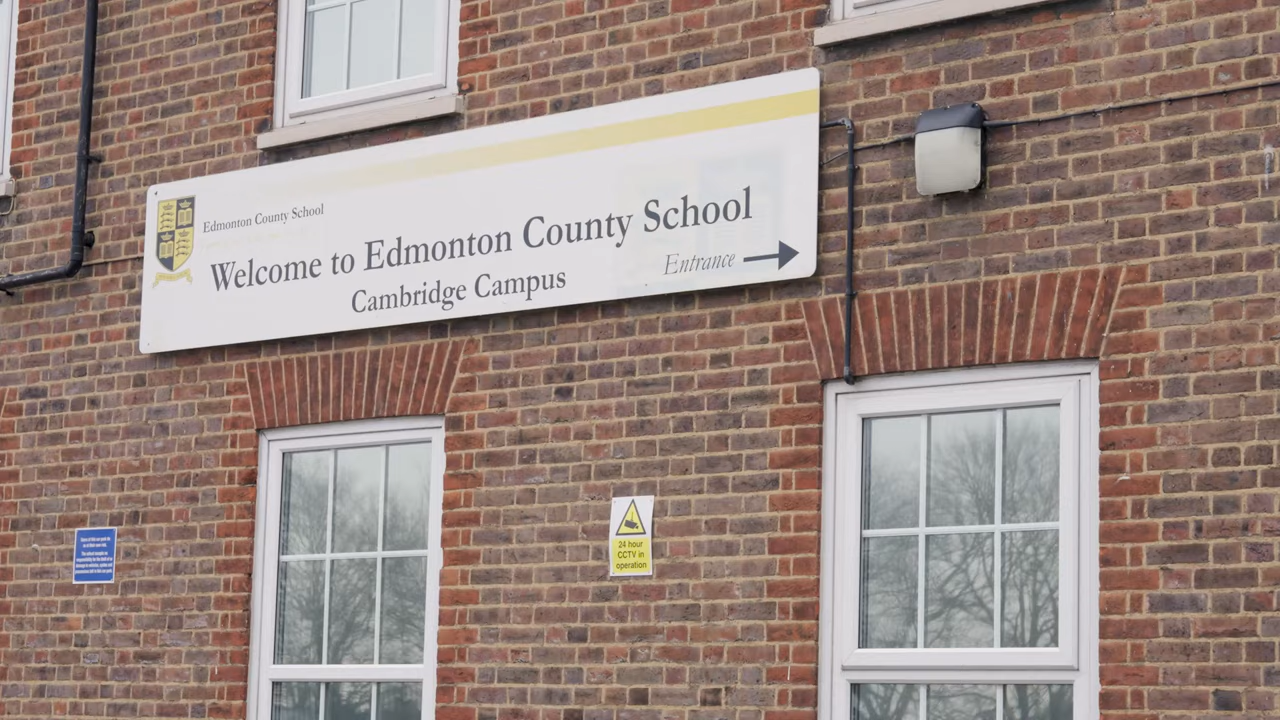 Edmonton County School
Welcome to Edmonton County School
Cambridge Campus
Entrance
24 hour
CCTV in
operation